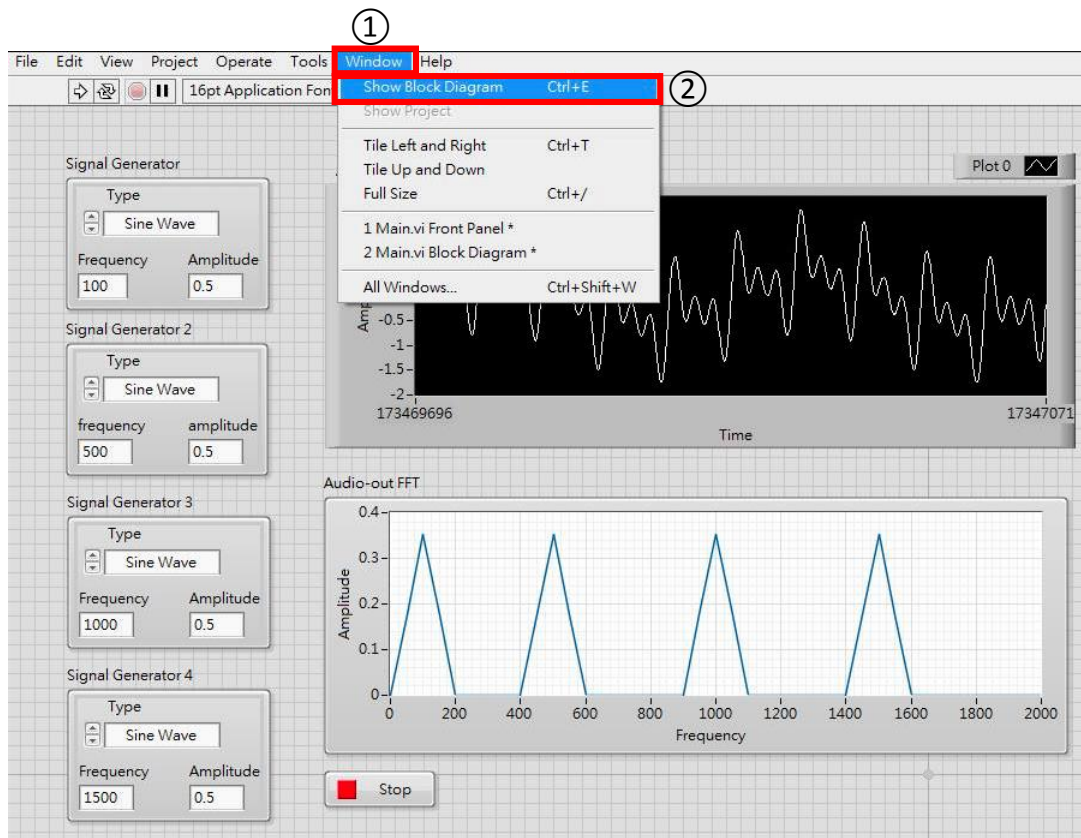 ①
File Edit View Project Operate Tools Window Help
16pt Application Fon
Show Block Diagram Ctrl+E
②
Show Project
Tile Left and Right Ctrl+T
Tile Up and Down
Full Size Ctrl+/
1 Main.vi Front Panel *
2 Main.vi Block Diagram *
All Windows... Ctrl+Shift+W
Signal Generator
Type
Sine Wave
Frequency Amplitude
100 0.5
Signal Generator 2
Type
Sine Wave
frequency amplitude
500 0.5
Signal Generator 3
Type
Sine Wave
Frequency Amplitude
1000 0.5
Signal Generator 4
Type
Sine Wave
Frequency Amplitude
1500 0.5
Plot 0
-0.5
-1
-1.5
-2
173469696 17347071
Time
Audio-out FFT
Amplitude
0.4
0.3
0.2
0.1
0
0 200 400 600 800 1000 1200 1400 1600 1800 2000
Frequency
Stop